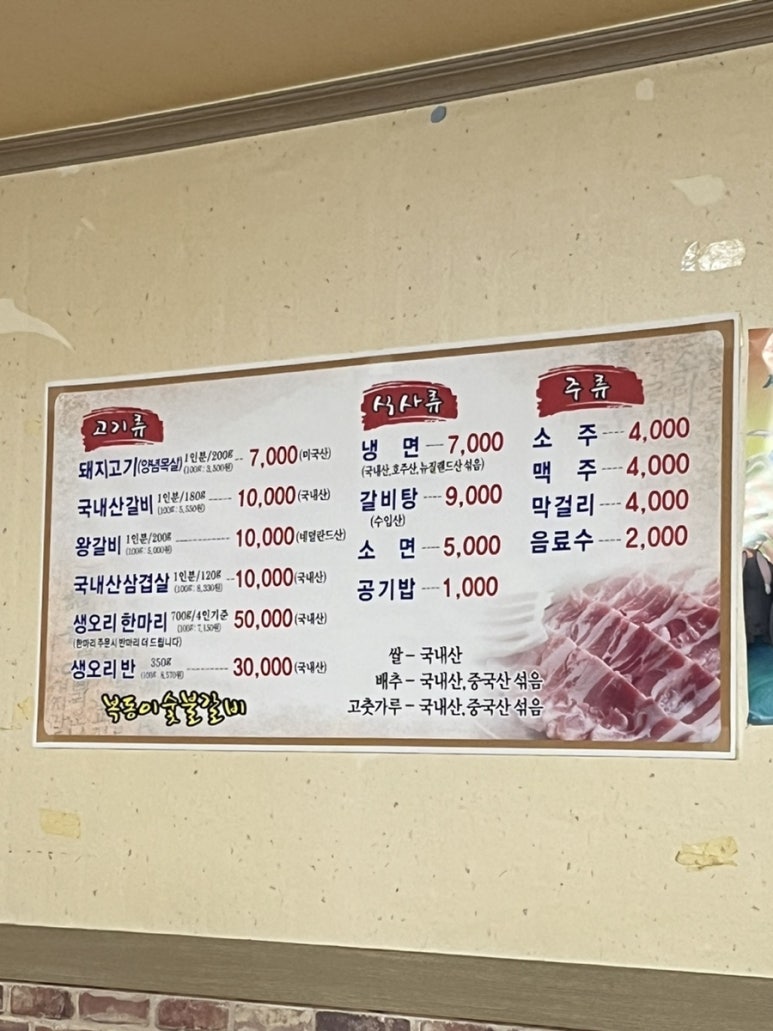 고기류
돼지고기(양념목살) 1인분/200g 7,000 (미국산)
(100g: 3,500원)
국내산갈비 1인분/180g 10,000 (국내산)
(100g: 5,550원)
왕갈비 1인분/200g 10,000 (네덜란드산)
(100g: 5,000원)
국내산삼겹살 1인분/120g 10,000 (국내산)
(100g: 8,330원)
생오리 한마리 700g/4인기준 50,000 (국내산)
(100g: 7,150원)
(한마리 주문시 반마리 더 드립니다)
생오리 반 350g 30,000 (국내산)
(100g: 8,570원)
복동이숯불갈비
식사류
냉 면 7,000
(국내산, 호주산, 뉴질랜드산 섞음)
갈비탕 9,000
(수입산)
소 면 5,000
공기밥 1,000
쌀 - 국내산
배추 - 국내산, 중국산 섞음
고춧가루 - 국내산, 중국산 섞음
주류
소 주 4,000
맥 주 4,000
막걸리 4,000
음료수 2,000